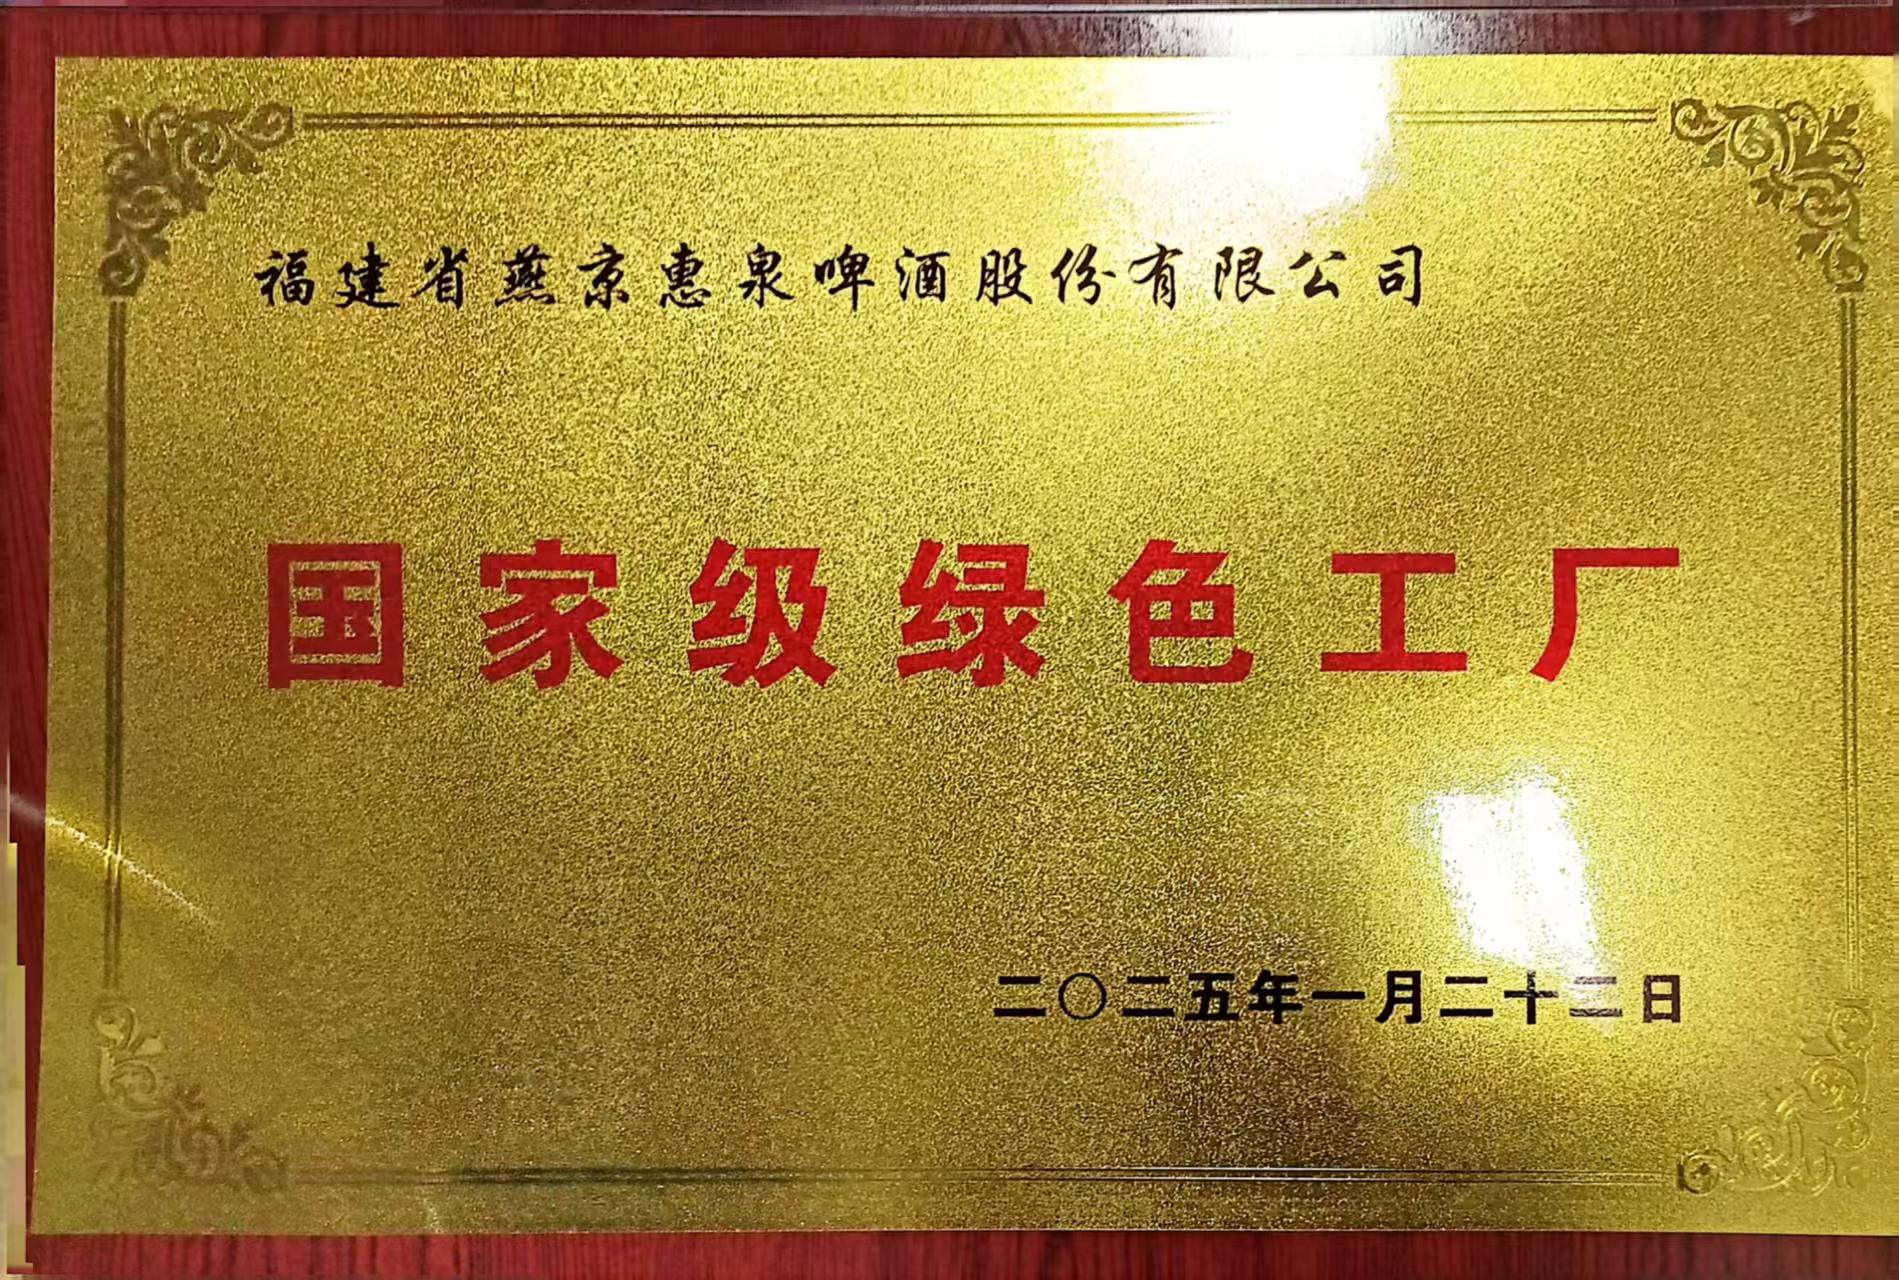 福建省燕京惠泉啤酒股份有限公司
国家级绿色工厂
二〇二五年一月二十二日